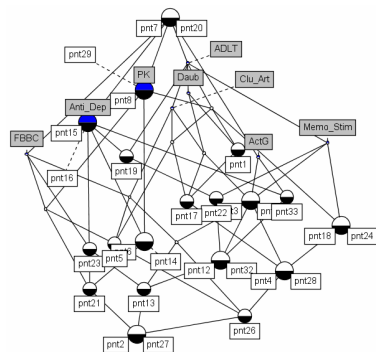 pnt7 pnt20
pnt29
ADLT
PK
Daub
Clu_Art
pnt8
Anti_Dep
pnt15
FBBC
ActG
Memo_Stim
pnt16
pnt19
pnt1
pnt17
pnt22
pnt33
pnt18
pnt24
pnt23
pnt5
pnt14
pnt12
pnt32
pnt4
pnt28
pnt21
pnt13
pnt26
pnt2
pnt27